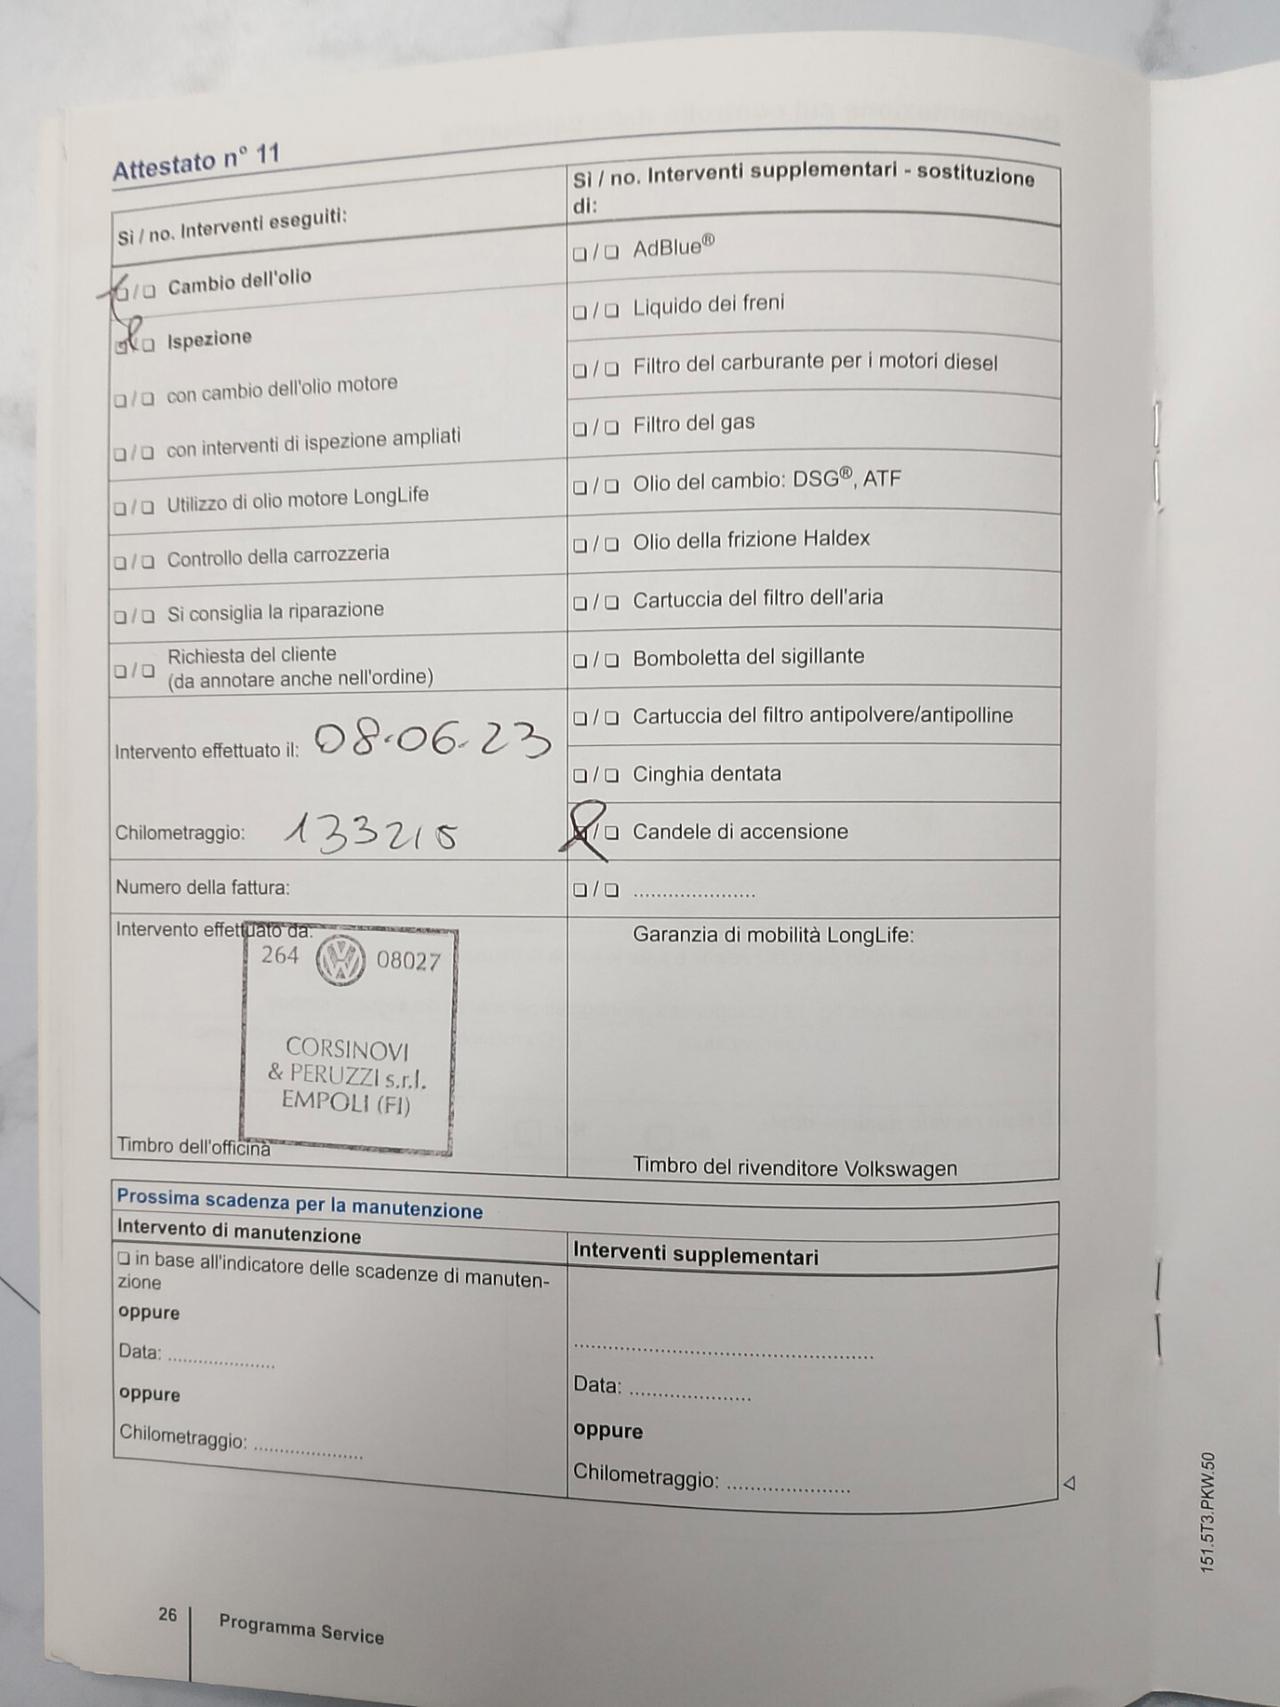 Attestato n° 11
Sì / no. Interventi eseguiti:
❏ / ❏ Cambio dell'olio
❏ / ❏ Ispezione
❏ / ❏ con cambio dell'olio motore
❏ / ❏ con interventi di ispezione ampliati
❏ / ❏ Utilizzo di olio motore LongLife
❏ / ❏ Controllo della carrozzeria
❏ / ❏ Si consiglia la riparazione
❏ / ❏ Richiesta del cliente
(da annotare anche nell'ordine)
Intervento effettuato il: 08.06.23
Chilometraggio: 133215
Numero della fattura:
Intervento effettuato da:
264 VW 08027
CORSINOVI
& PERUZZI s.r.l.
EMPOLI (FI)
Timbro dell'officina
Sì / no. Interventi supplementari - sostituzione
di:
❏ / ❏ AdBlue®
❏ / ❏ Liquido dei freni
❏ / ❏ Filtro del carburante per i motori diesel
❏ / ❏ Filtro del gas
❏ / ❏ Olio del cambio: DSG®, ATF
❏ / ❏ Olio della frizione Haldex
❏ / ❏ Cartuccia del filtro dell'aria
❏ / ❏ Bomboletta del sigillante
❏ / ❏ Cartuccia del filtro antipolvere/antipolline
❏ / ❏ Cinghia dentata
❏ / ❏ Candele di accensione
❏ / ❏ .....................
Garanzia di mobilità LongLife:
Timbro del rivenditore Volkswagen
Prossima scadenza per la manutenzione
Intervento di manutenzione
❏ in base all'indicatore delle scadenze di manuten-
zione
oppure
Data: ....................
oppure
Chilometraggio: ....................
Interventi supplementari
......................................................
Data: ......................
oppure
Chilometraggio: ......................
151.5T3.PKW.50
26 Programma Service